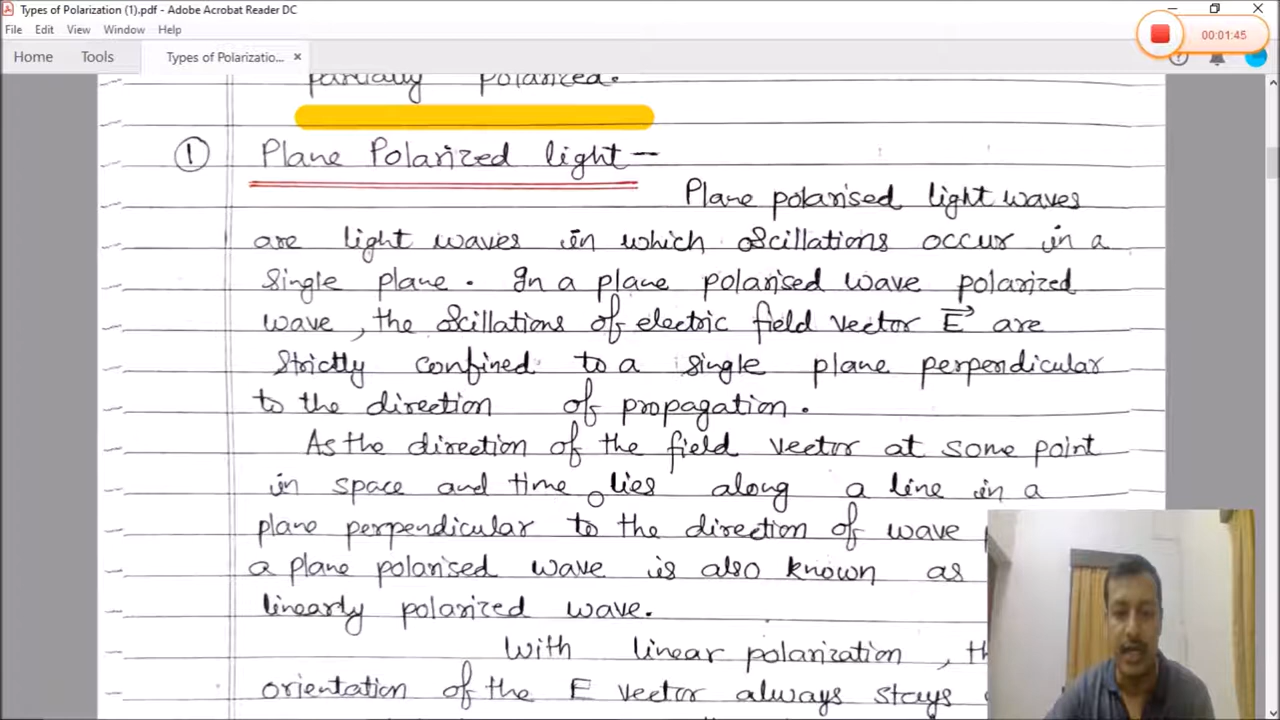 Types of Polarization (1).pdf - Adobe Acrobat Reader DC
File Edit View Window Help
00:01:45
Home Tools Types of Polarizatio... ×
partially polarized.
① Plane Polarized light —
Plane polarised light waves
are light waves in which oscillations occur in a
single plane. In a plane polarised wave polarized
wave, the oscillations of electric field vector E⃗ are
strictly confined to a single plane perpendicular
to the direction of propagation.
As the direction of the field vector at some point
in space and time lies along a line in a
plane perpendicular to the direction of wave
a plane polarised wave is also known as
linearly polarized wave.
With linear polarization, th
orientation of the E vector always stays